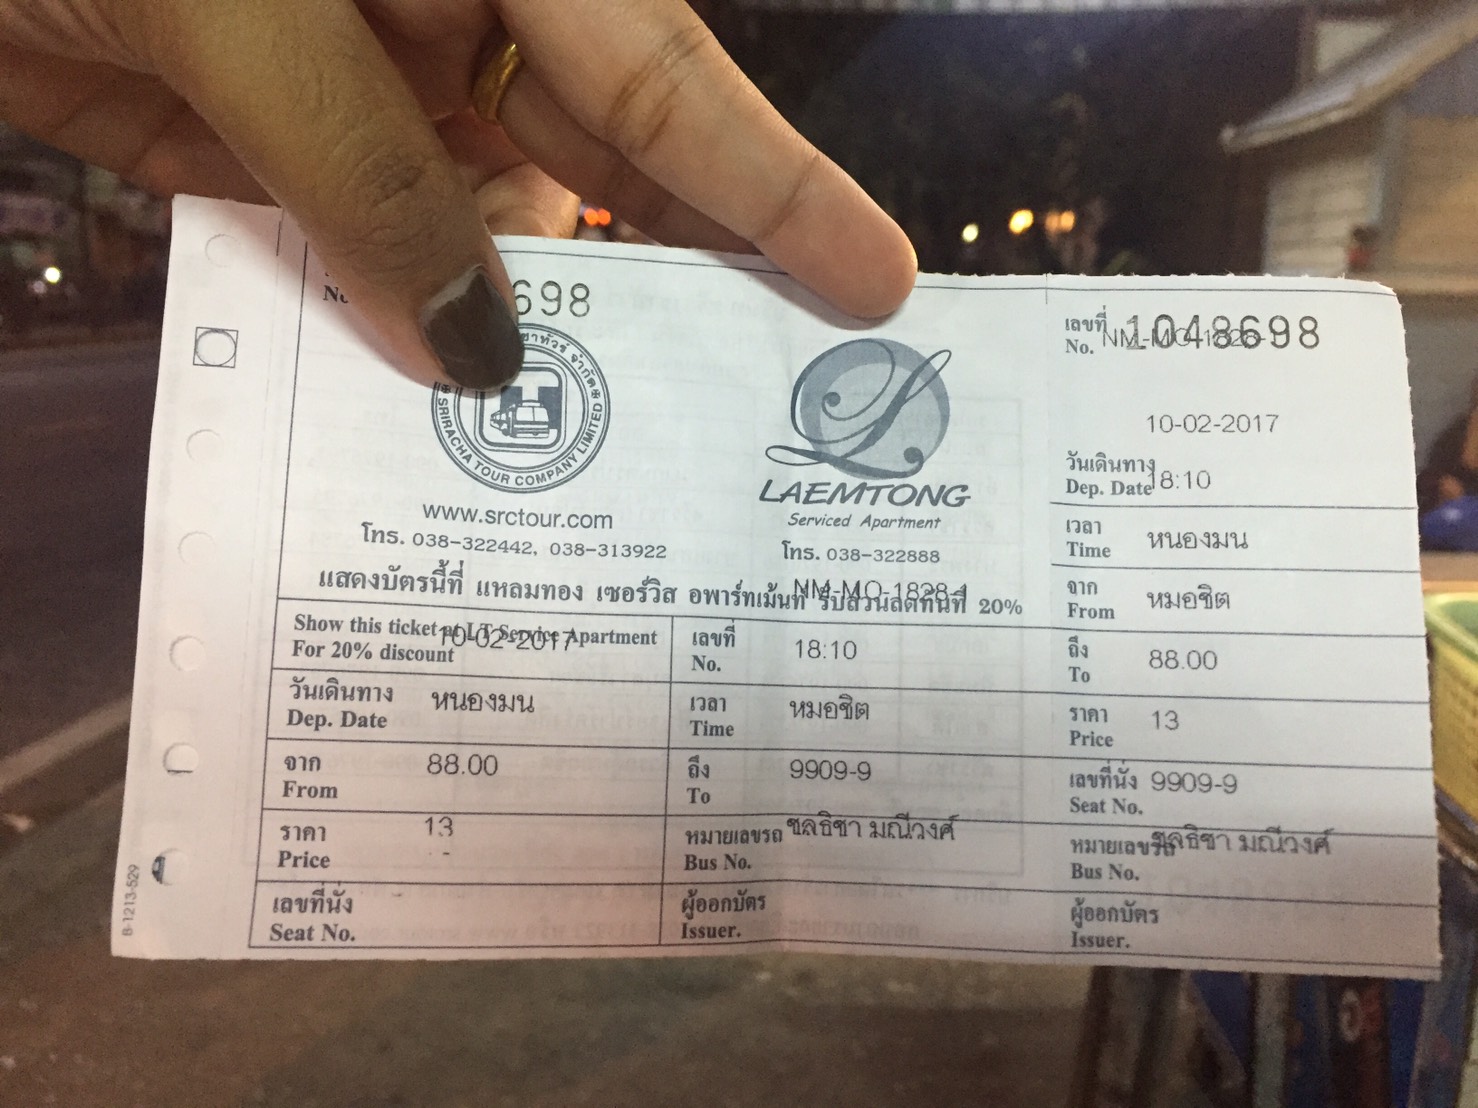 698
เลขที่ 1048698
No. NM-MO-1828-1
SRIRACHA TOUR COMPANY LIMITED
LAEMTONG
Serviced Apartment
www.srctour.com
โทร. 038-322442, 038-313922
โทร. 038-322888
แสดงบัตรนี้ที่ แหลมทอง เซอร์วิส อพาร์ทเม้นท์ รับส่วนลดทันที 20%
NM-MO-1828-1
Show this ticket at LT Service Apartment
For 20% discount
10-02-2017
เลขที่
No.
18:10
วันเดินทาง
Dep. Date
หนองมน
เวลา
Time
หมอชิต
จาก
From
88.00
ถึง
To
9909-9
ราคา
Price
13
-
หมายเลขรถ
Bus No.
ชลธิชา มณีวงศ์
เลขที่นั่ง
Seat No.
ผู้ออกบัตร
Issuer.
10-02-2017
วันเดินทาง
Dep. Date
18:10
เวลา
Time
หนองมน
จาก
From
หมอชิต
ถึง
To
88.00
ราคา
Price
13
เลขที่นั่ง
Seat No.
9909-9
หมายเลขรถ
Bus No.
ชลธิชา มณีวงศ์
ผู้ออกบัตร
Issuer.
8-1213-529